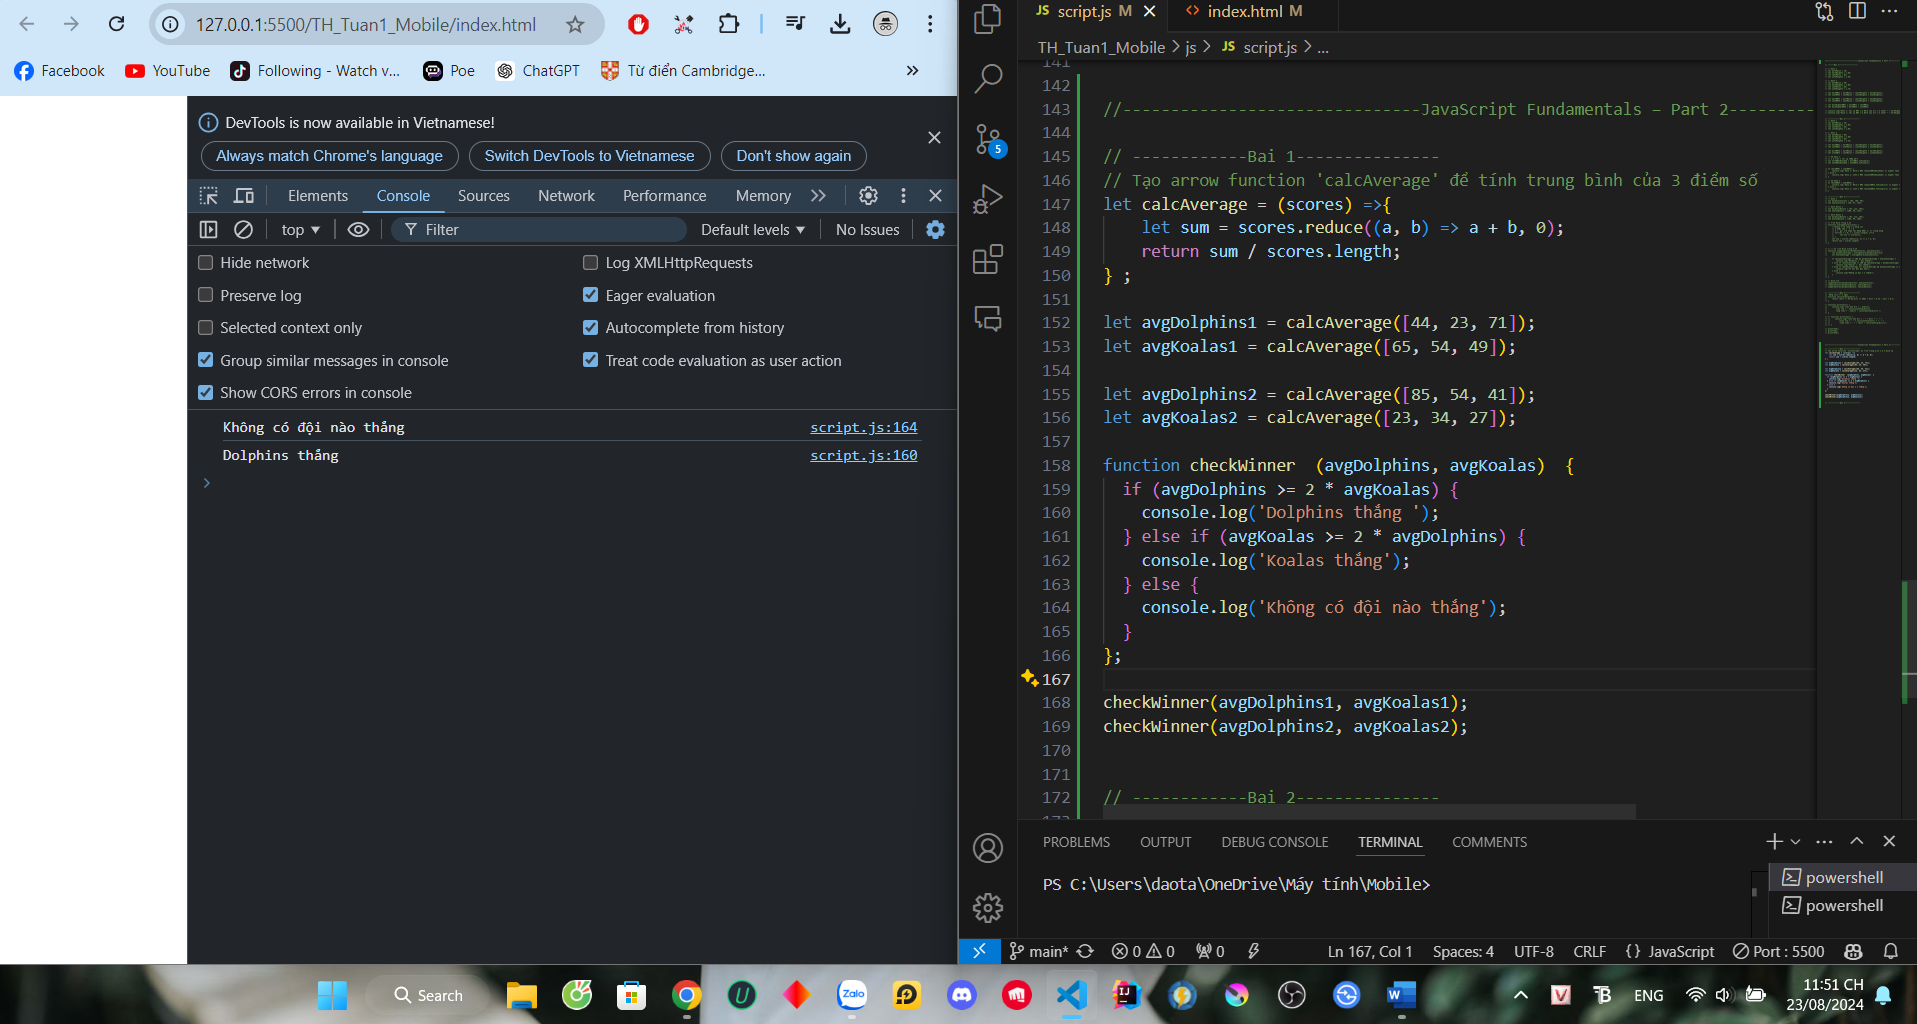 127.0.0.1:5500/TH_Tuan1_Mobile/index.html
Facebook
YouTube
Following - Watch v...
Poe
ChatGPT
Từ điển Cambridge...
DevTools is now available in Vietnamese!
Always match Chrome's language
Switch DevTools to Vietnamese
Don't show again
Elements
Console
Sources
Network
Performance
Memory
top
Filter
Default levels
No Issues
Hide network
Log XMLHttpRequests
Preserve log
Eager evaluation
Selected context only
Autocomplete from history
Group similar messages in console
Treat code evaluation as user action
Show CORS errors in console
Không có đội nào thắng script.js:164
Dolphins thắng script.js:160
JS script.js M
index.html M
TH_Tuan1_Mobile > js > JS script.js > ...
5
141
142
143 //-------------------------------JavaScript Fundamentals – Part 2---------
144
145 // ------------Bai 1---------------
146 // Tạo arrow function 'calcAverage' để tính trung bình của 3 điểm số
147 let calcAverage = (scores) =>{
148 let sum = scores.reduce((a, b) => a + b, 0);
149 return sum / scores.length;
150 } ;
151
152 let avgDolphins1 = calcAverage([44, 23, 71]);
153 let avgKoalas1 = calcAverage([65, 54, 49]);
154
155 let avgDolphins2 = calcAverage([85, 54, 41]);
156 let avgKoalas2 = calcAverage([23, 34, 27]);
157
158 function checkWinner  (avgDolphins, avgKoalas)  {
159 if (avgDolphins >= 2 * avgKoalas) {
160 console.log('Dolphins thắng ');
161 } else if (avgKoalas >= 2 * avgDolphins) {
162 console.log('Koalas thắng');
163 } else {
164 console.log('Không có đội nào thắng');
165 }
166 };
167
168 checkWinner(avgDolphins1, avgKoalas1);
169 checkWinner(avgDolphins2, avgKoalas2);
170
171
172 // ------------Bai 2---------------
PROBLEMS
OUTPUT
DEBUG CONSOLE
TERMINAL
COMMENTS
PS C:\Users\daota\OneDrive\Máy tính\Mobile>
powershell
powershell
main*
0
0
0
Ln 167, Col 1
Spaces: 4
UTF-8
CRLF
{} JavaScript
Port : 5500
Search
Zalo
ENG
11:51 CH
23/08/2024